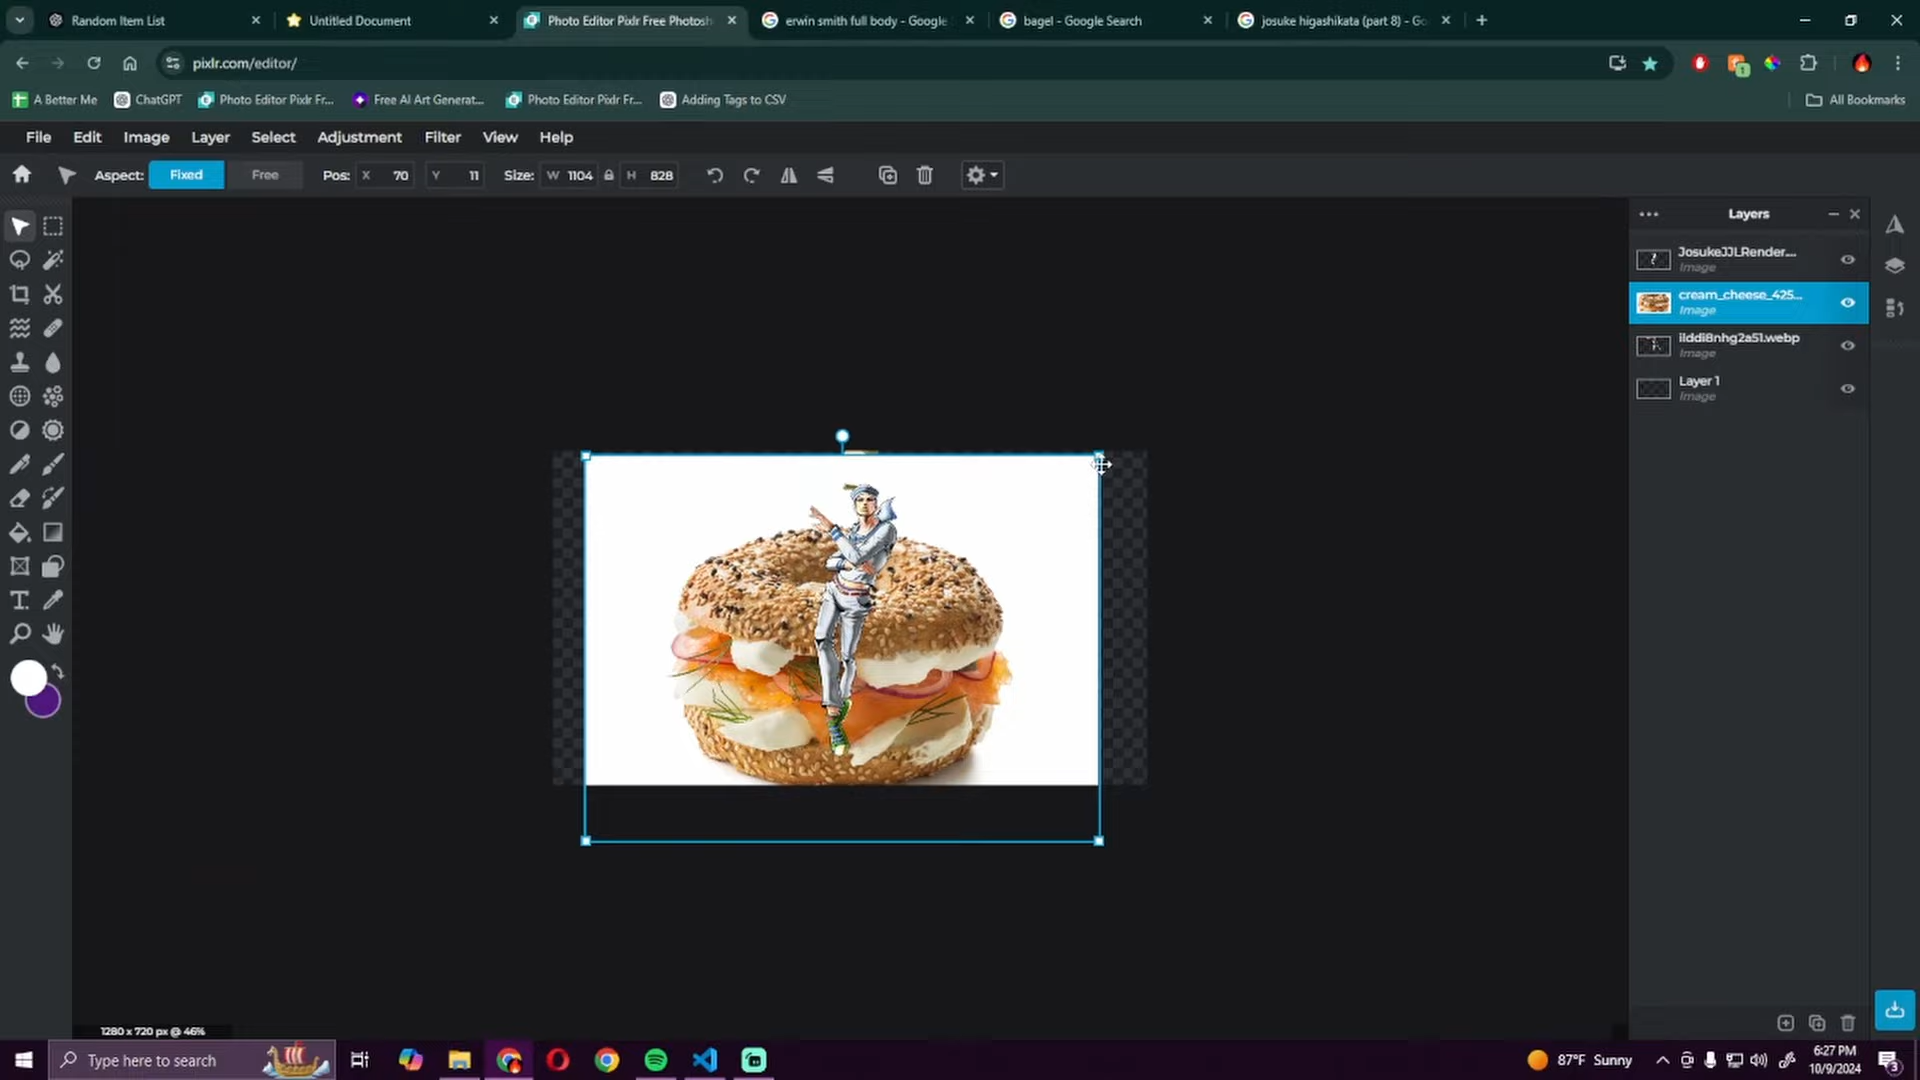 Random Item List
Untitled Document
Photo Editor Pixlr Free Photosh
erwin smith full body - Google
bagel - Google Search
josuke higashikata (part 8) - Go
pixlr.com/editor/
1
A Better Me
ChatGPT
Photo Editor Pixlr Fr...
Free AI Art Generat...
Photo Editor Pixlr Fr...
Adding Tags to CSV
All Bookmarks
File Edit Image Layer Select Adjustment Filter View Help
Aspect: Fixed Free Pos: X 70 Y 11 Size: W 1104 H 828
Layers
JosukeJJLRender....
Image
cream_cheese_425...
Image
ilddi8nhg2a51.webp
Image
Layer 1
Image
T
1280 x 720 px @ 46%
Type here to search
87°F Sunny
6:27 PM
10/9/2024
3